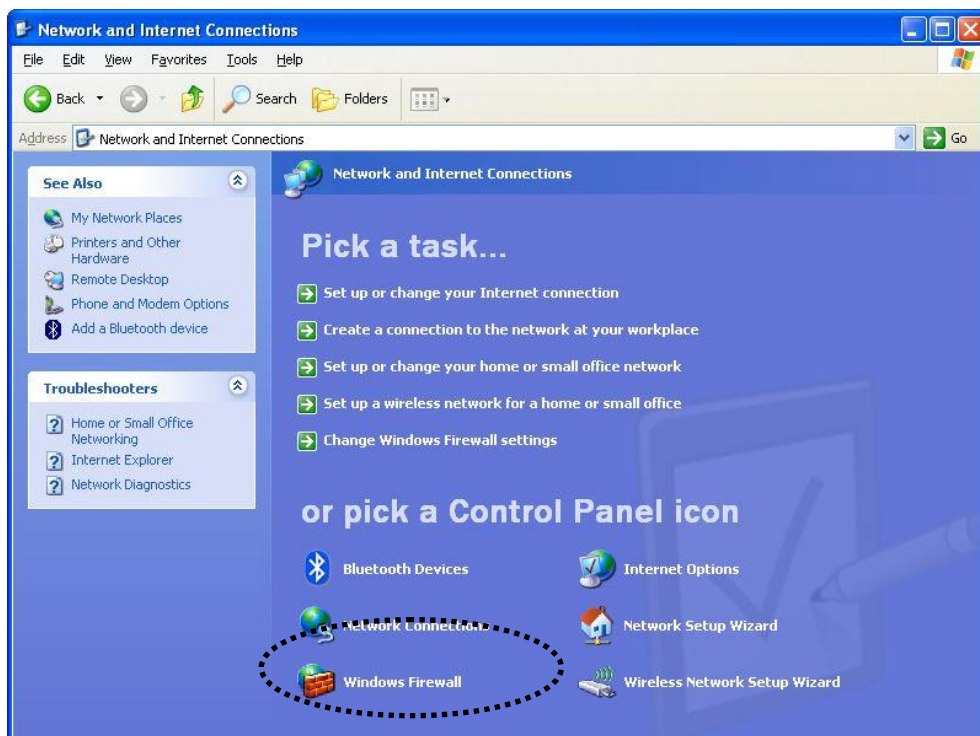 Network and Internet Connections
File Edit View Favorites Tools Help
Back Search Folders
Address Network and Internet Connections Go
See Also
My Network Places
Printers and Other
Hardware
Remote Desktop
Phone and Modem Options
Add a Bluetooth device
Troubleshooters
Home or Small Office
Networking
Internet Explorer
Network Diagnostics
Network and Internet Connections
Pick a task...
Set up or change your Internet connection
Create a connection to the network at your workplace
Set up or change your home or small office network
Set up a wireless network for a home or small office
Change Windows Firewall settings
or pick a Control Panel icon
Bluetooth Devices
Internet Options
Network Connections
Network Setup Wizard
Windows Firewall
Wireless Network Setup Wizard